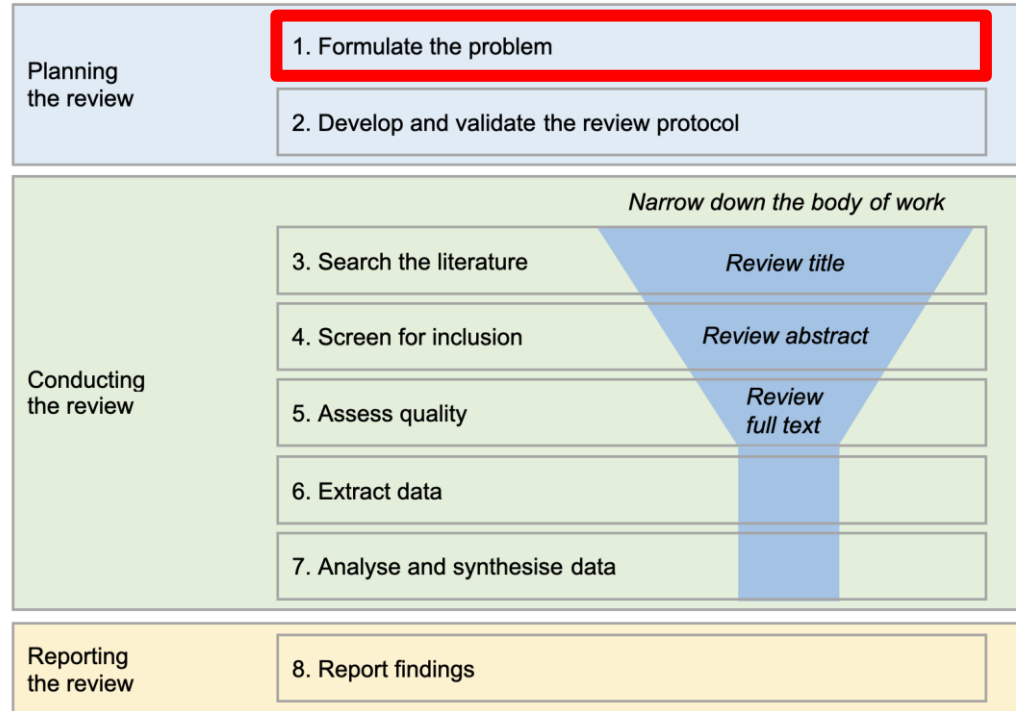 Planning
the review
1. Formulate the problem
2. Develop and validate the review protocol
Conducting
the review
Narrow down the body of work
3. Search the literature
Review title
4. Screen for inclusion
Review abstract
5. Assess quality
Review
full text
6. Extract data
7. Analyse and synthesise data
Reporting
the review
8. Report findings